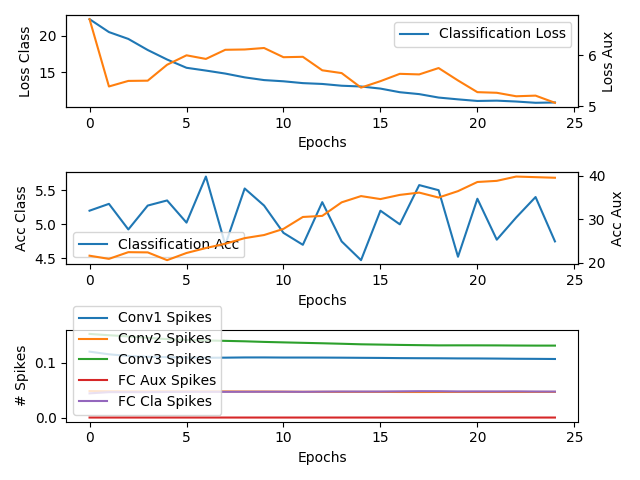 Classification Loss
Loss Class
Loss Aux
20
15
6
5
0 5 10 15 20 25
Epochs
Classification Acc
Acc Class
Acc Aux
5.5
5.0
4.5
40
30
20
0 5 10 15 20 25
Epochs
Conv1 Spikes
Conv2 Spikes
Conv3 Spikes
FC Aux Spikes
FC Cla Spikes
# Spikes
0.1
0.0
0 5 10 15 20 25
Epochs